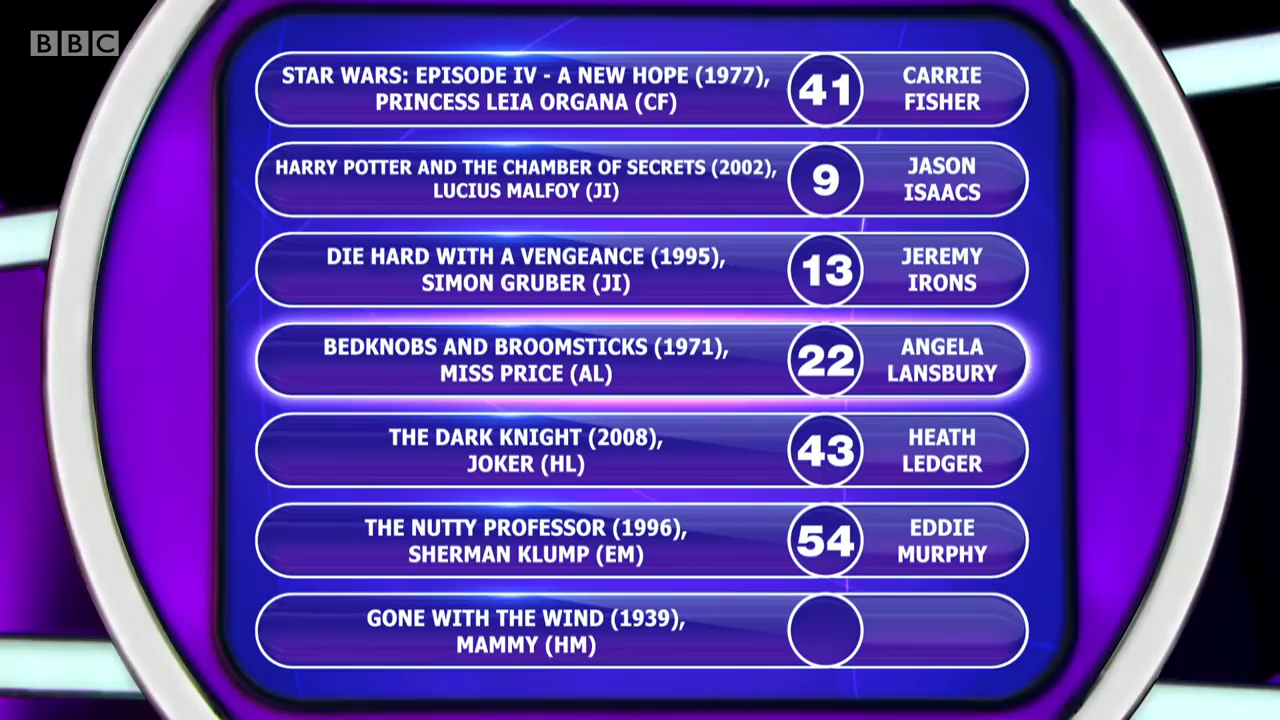 BBC
STAR WARS: EPISODE IV - A NEW HOPE (1977),
PRINCESS LEIA ORGANA (CF)
41
CARRIE
FISHER
HARRY POTTER AND THE CHAMBER OF SECRETS (2002),
LUCIUS MALFOY (JI)
9
JASON
ISAACS
DIE HARD WITH A VENGEANCE (1995),
SIMON GRUBER (JI)
13
JEREMY
IRONS
BEDKNOBS AND BROOMSTICKS (1971),
MISS PRICE (AL)
22
ANGELA
LANSBURY
THE DARK KNIGHT (2008),
JOKER (HL)
43
HEATH
LEDGER
THE NUTTY PROFESSOR (1996),
SHERMAN KLUMP (EM)
54
EDDIE
MURPHY
GONE WITH THE WIND (1939),
MAMMY (HM)